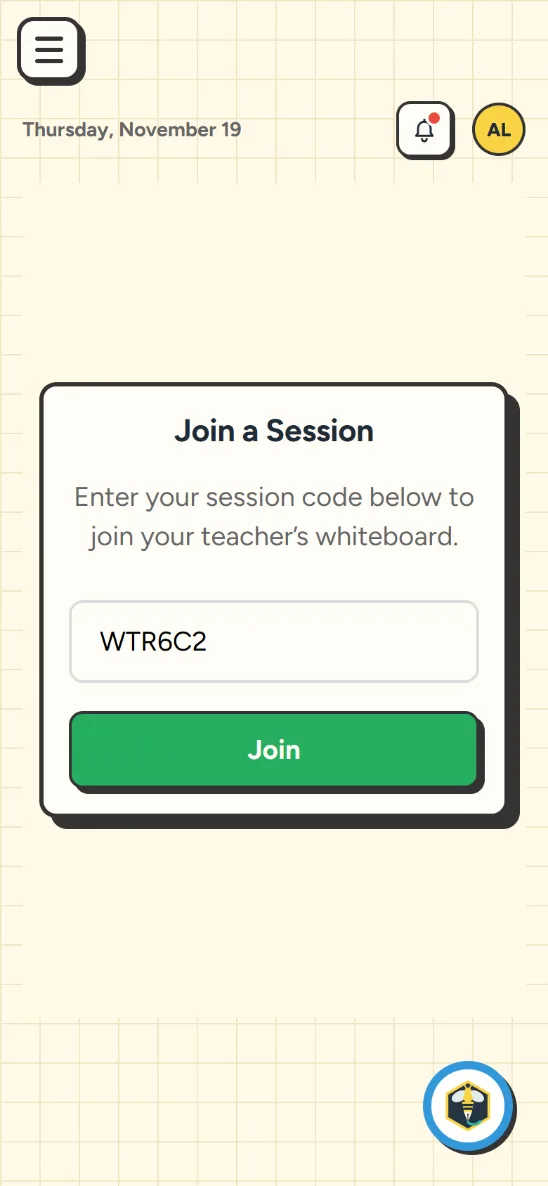 Thursday, November 19
AL
Join a Session
Enter your session code below to
join your teacher’s whiteboard.
WTR6C2
Join